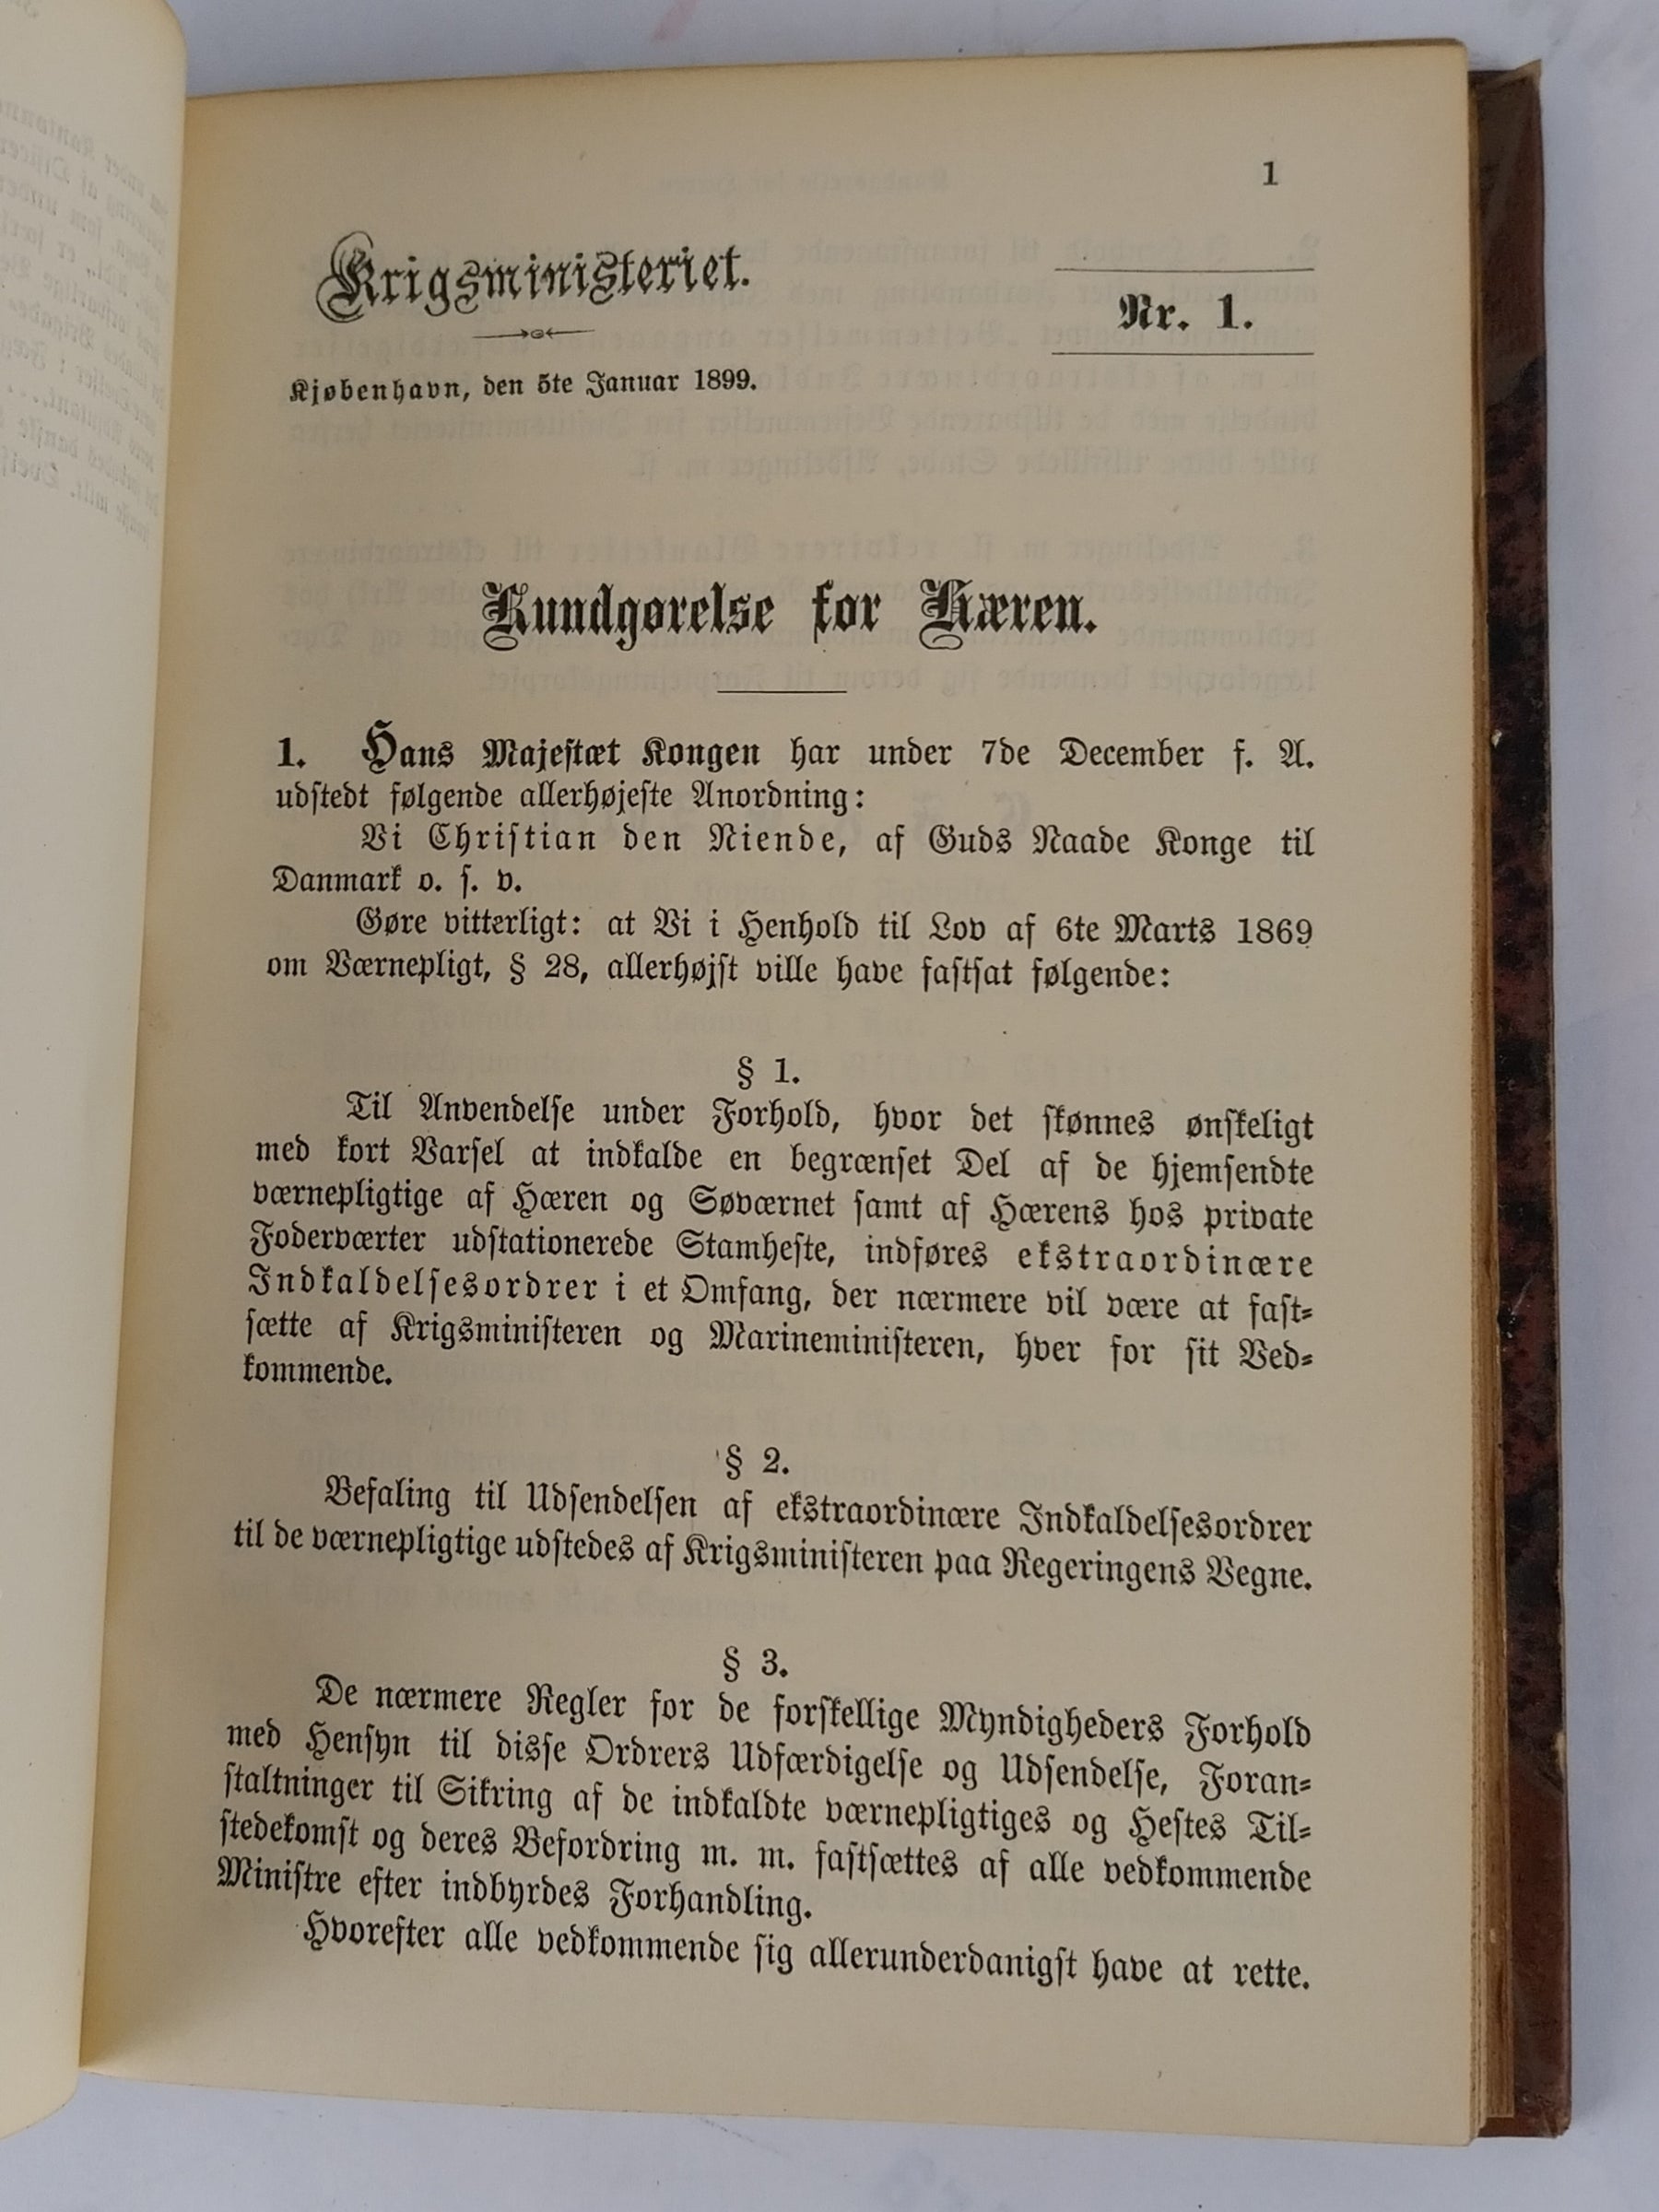 1
Krigsministeriet.
Nr. 1.
Kjøbenhavn, den 5te Januar 1899.
Kundgørelse for Hæren.
1. Hans Majestæt Kongen har under 7de December f. A.
udstedt følgende allerhøjeste Anordning:
Vi Christian den Niende, af Guds Naade Konge til
Danmark o. s. v.
Gøre vitterligt: at Vi i Henhold til Lov af 6te Marts 1869
om Værnepligt, § 28, allerhøjst ville have fastsat følgende:
§ 1.
Til Anvendelse under Forhold, hvor det skønnes ønskeligt
med kort Varsel at indkalde en begrænset Del af de hjemsendte
værnepligtige af Hæren og Søværnet samt af Hærens hos private
Foderværter udstationerede Stamheste, indføres ekstraordinære
Indkaldelsesordrer i et Omfang, der nærmere vil være at fast-
sætte af Krigsministeren og Marineministeren, hver for sit Ved-
kommende.
§ 2.
Befaling til Udsendelsen af ekstraordinære Indkaldelsesordrer
til de værnepligtige udstedes af Krigsministeren paa Regeringens Vegne.
§ 3.
De nærmere Regler for de forskellige Myndigheders Forhold
med Hensyn til disse Ordrers Udfærdigelse og Udsendelse, Foran-
staltninger til Sikring af de indkaldte værnepligtiges og Hestes Til-
stedekomst og deres Befordring m. m. fastsættes af alle vedkommende
Ministre efter indbyrdes Forhandling.
Hvorefter alle vedkommende sig allerunderdanigst have at rette.